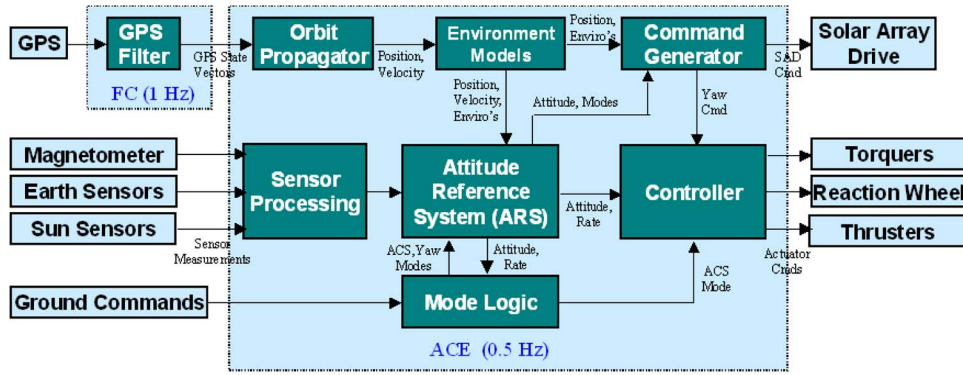 GPS
GPS
Filter
FC (1 Hz)
GPS State
Vectors
Orbit
Propagator
Position,
Velocity
Environment
Models
Position,
Enviro's
Command
Generator
SAD
Cmd
Solar Array
Drive
Position,
Velocity,
Enviro's
Attitude, Modes
Yaw
Cmd
Magnetometer
Earth Sensors
Sun Sensors
Sensor
Measurements
Sensor
Processing
Attitude
Reference
System (ARS)
Attitude,
Rate
Controller
Torquers
Reaction Wheel
Thrusters
Actuator
Cmds
ACS,Yaw
Modes
Attitude,
Rate
ACS
Mode
Ground Commands
Mode Logic
ACE (0.5 Hz)